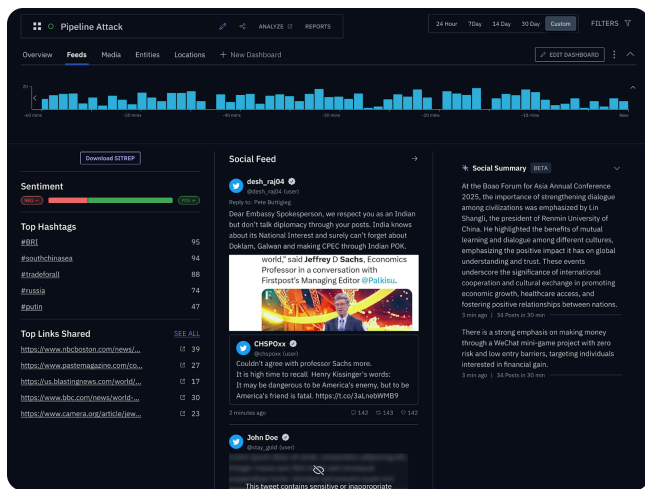 Pipeline Attack
ANALYZE
REPORTS
24 Hour
7Day
14 Day
30 Day
Custom
FILTERS
Overview
Feeds
Media
Entities
Locations
+ New Dashboard
EDIT DASHBOARD
20
-60 mins
-50 mins
-40 mins
-30 mins
-20 mins
-10 mins
Now
Download SITREP
Sentiment
NEG −
POS +
Top Hashtags
#BRI 95
#southchinasea 94
#tradeforall 88
#russia 74
#putin 47
Top Links Shared SEE ALL
https://www.nbcboston.com/news/... 39
https://www.pastemagazine.com/co... 27
https://us.blastingnews.com/world/... 17
https://www.bbc.com/news/world-... 30
https://www.camera.org/article/jew... 23
Social Feed
desh_raj04
@desh_raj04 (user)
Reply to: Pete Buttigieg
Dear Embassy Spokesperson, we respect you as an Indian
but don't talk diplomacy through your posts. India knows
about its National Interest and surely can't forget about
Doklam, Galwan and making CPEC through Indian POK.
world," said Jeffrey D Sachs, Economics
Professor in a conversation with
Firstpost's Managing Editor @Palkisu.
CHSPOxx
@chspoxx (user)
Couldn't agree with professor Sachs more.
It is high time to recall Henry Kissinger's words:
It may be dangerous to be America's enemy, but to be
America's friend is fatal. https://t.co/3aLnebWMB9
2 minutes ago
142
143
142
John Doe
@stay_gold (user)
This tweet contains sensitive or inappropriate
Social Summary BETA
At the Boao Forum for Asia Annual Conference
2025, the importance of strengthening dialogue
among civilizations was emphasized by Lin
Shangli, the president of Renmin University of
China. He highlighted the benefits of mutual
learning and dialogue among different cultures,
emphasizing the positive impact it has on global
understanding and trust. These events
underscore the significance of international
cooperation and cultural exchange in promoting
economic growth, healthcare access, and
fostering positive relationships between nations.
3 min ago | 34 Posts in 30 min
There is a strong emphasis on making money
through a WeChat mini-game project with zero
risk and low entry barriers, targeting individuals
interested in financial gain.
3 min ago | 34 Posts in 30 min